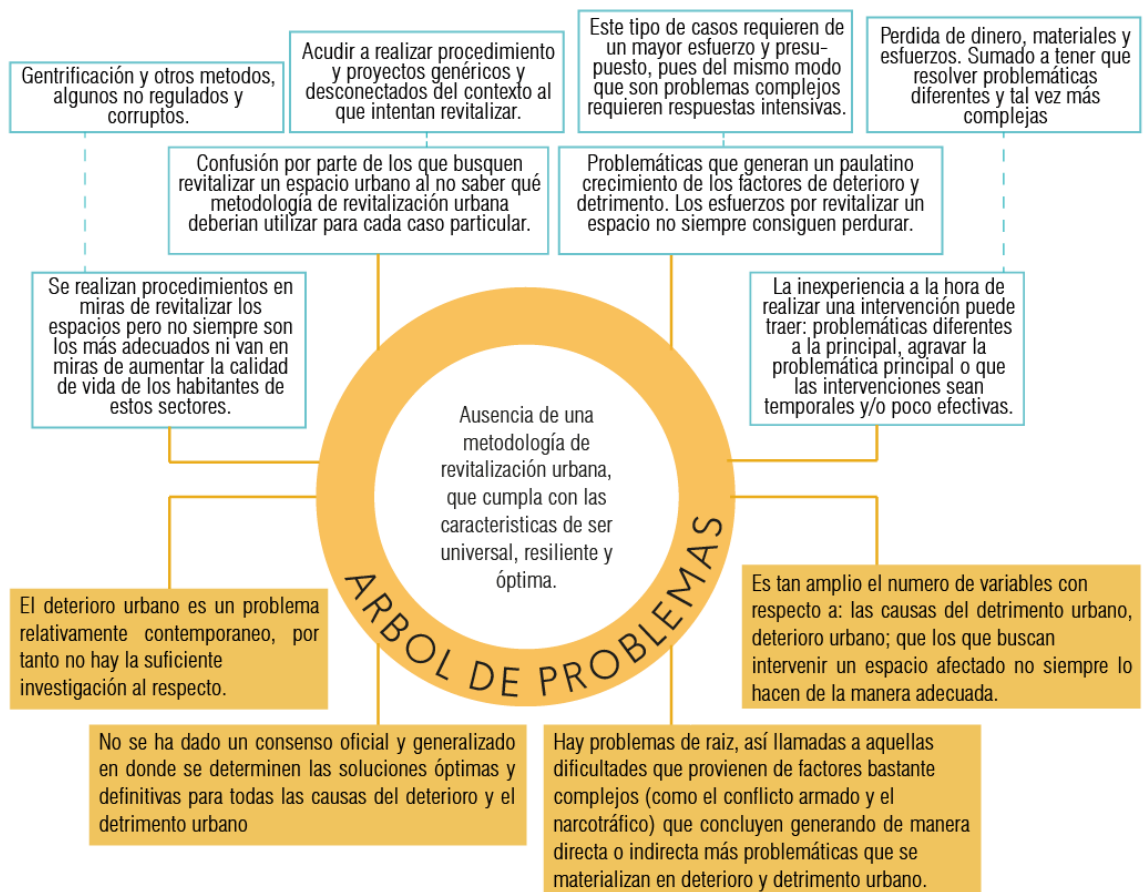 Gentrificación y otros metodos,
algunos no regulados y
corruptos.
Acudir a realizar procedimiento
y proyectos genéricos y
desconectados del contexto al
que intentan revitalizar.
Este tipo de casos requieren de
un mayor esfuerzo y presu-
puesto, pues del mismo modo
que son problemas complejos
requieren respuestas intensivas.
Perdida de dinero, materiales y
esfuerzos. Sumado a tener que
resolver problemáticas
diferentes y tal vez más
complejas
Confusión por parte de los que busquen
revitalizar un espacio urbano al no saber qué
metodología de revitalización urbana
deberian utilizar para cada caso particular.
Problemáticas que generan un paulatino
crecimiento de los factores de deterioro y
detrimento. Los esfuerzos por revitalizar un
espacio no siempre consiguen perdurar.
Se realizan procedimientos en
miras de revitalizar los
espacios pero no siempre son
los más adecuados ni van en
miras de aumentar la calidad
de vida de los habitantes de
estos sectores.
La inexperiencia a la hora de
realizar una intervención puede
traer: problemáticas diferentes
a la principal, agravar la
problemática principal o que
las intervenciones sean
temporales y/o poco efectivas.
Ausencia de una
metodología de
revitalización urbana,
que cumpla con las
caracteristicas de ser
universal, resiliente y
óptima.
ARBOL DE PROBLEMAS
El deterioro urbano es un problema
relativamente contemporaneo, por
tanto no hay la suficiente
investigación al respecto.
Es tan amplio el numero de variables con
respecto a: las causas del detrimento urbano,
deterioro urbano; que los que buscan
intervenir un espacio afectado no siempre lo
hacen de la manera adecuada.
No se ha dado un consenso oficial y generalizado
en donde se determinen las soluciones óptimas y
definitivas para todas las causas del deterioro y el
detrimento urbano
Hay problemas de raiz, así llamadas a aquellas
dificultades que provienen de factores bastante
complejos (como el conflicto armado y el
narcotráfico) que concluyen generando de manera
directa o indirecta más problemáticas que se
materializan en deterioro y detrimento urbano.